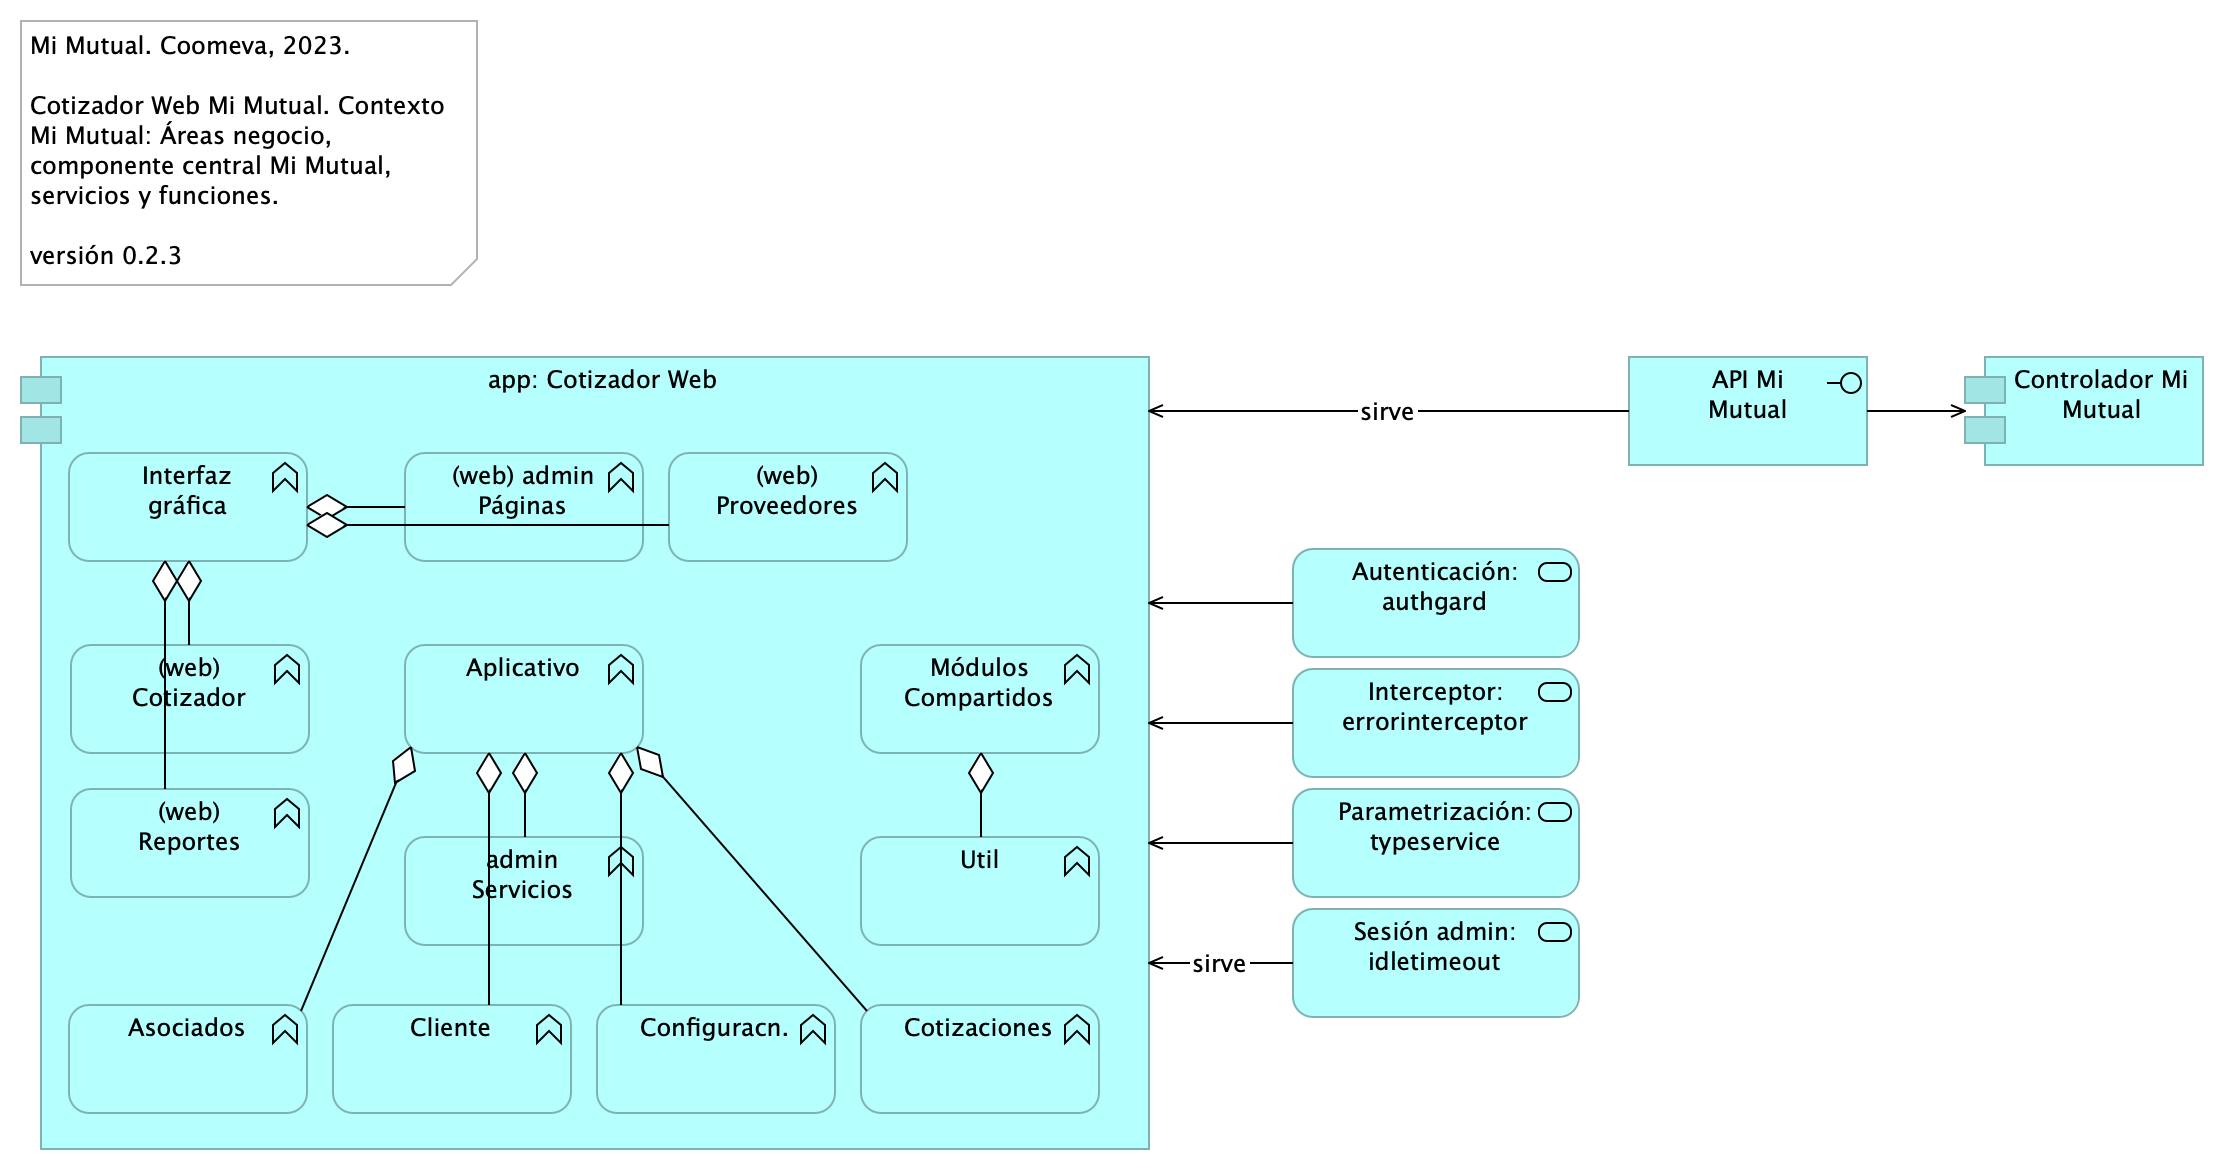 Mi Mutual. Coomeva, 2023.
Cotizador Web Mi Mutual. Contexto
Mi Mutual: Áreas negocio,
componente central Mi Mutual,
servicios y funciones.
versión 0.2.3
app: Cotizador Web
sirve
API Mi
Mutual
Controlador Mi
Mutual
Interfaz
gráfica
(web) admin
Páginas
(web)
Proveedores
Autenticación:
authgard
(web)
Cotizador
Aplicativo
Módulos
Compartidos
Interceptor:
errorinterceptor
(web)
Reportes
Parametrización:
typeservice
admin
Servicios
Util
sirve
Sesión admin:
idletimeout
Asociados
Cliente
Configuracn.
Cotizaciones